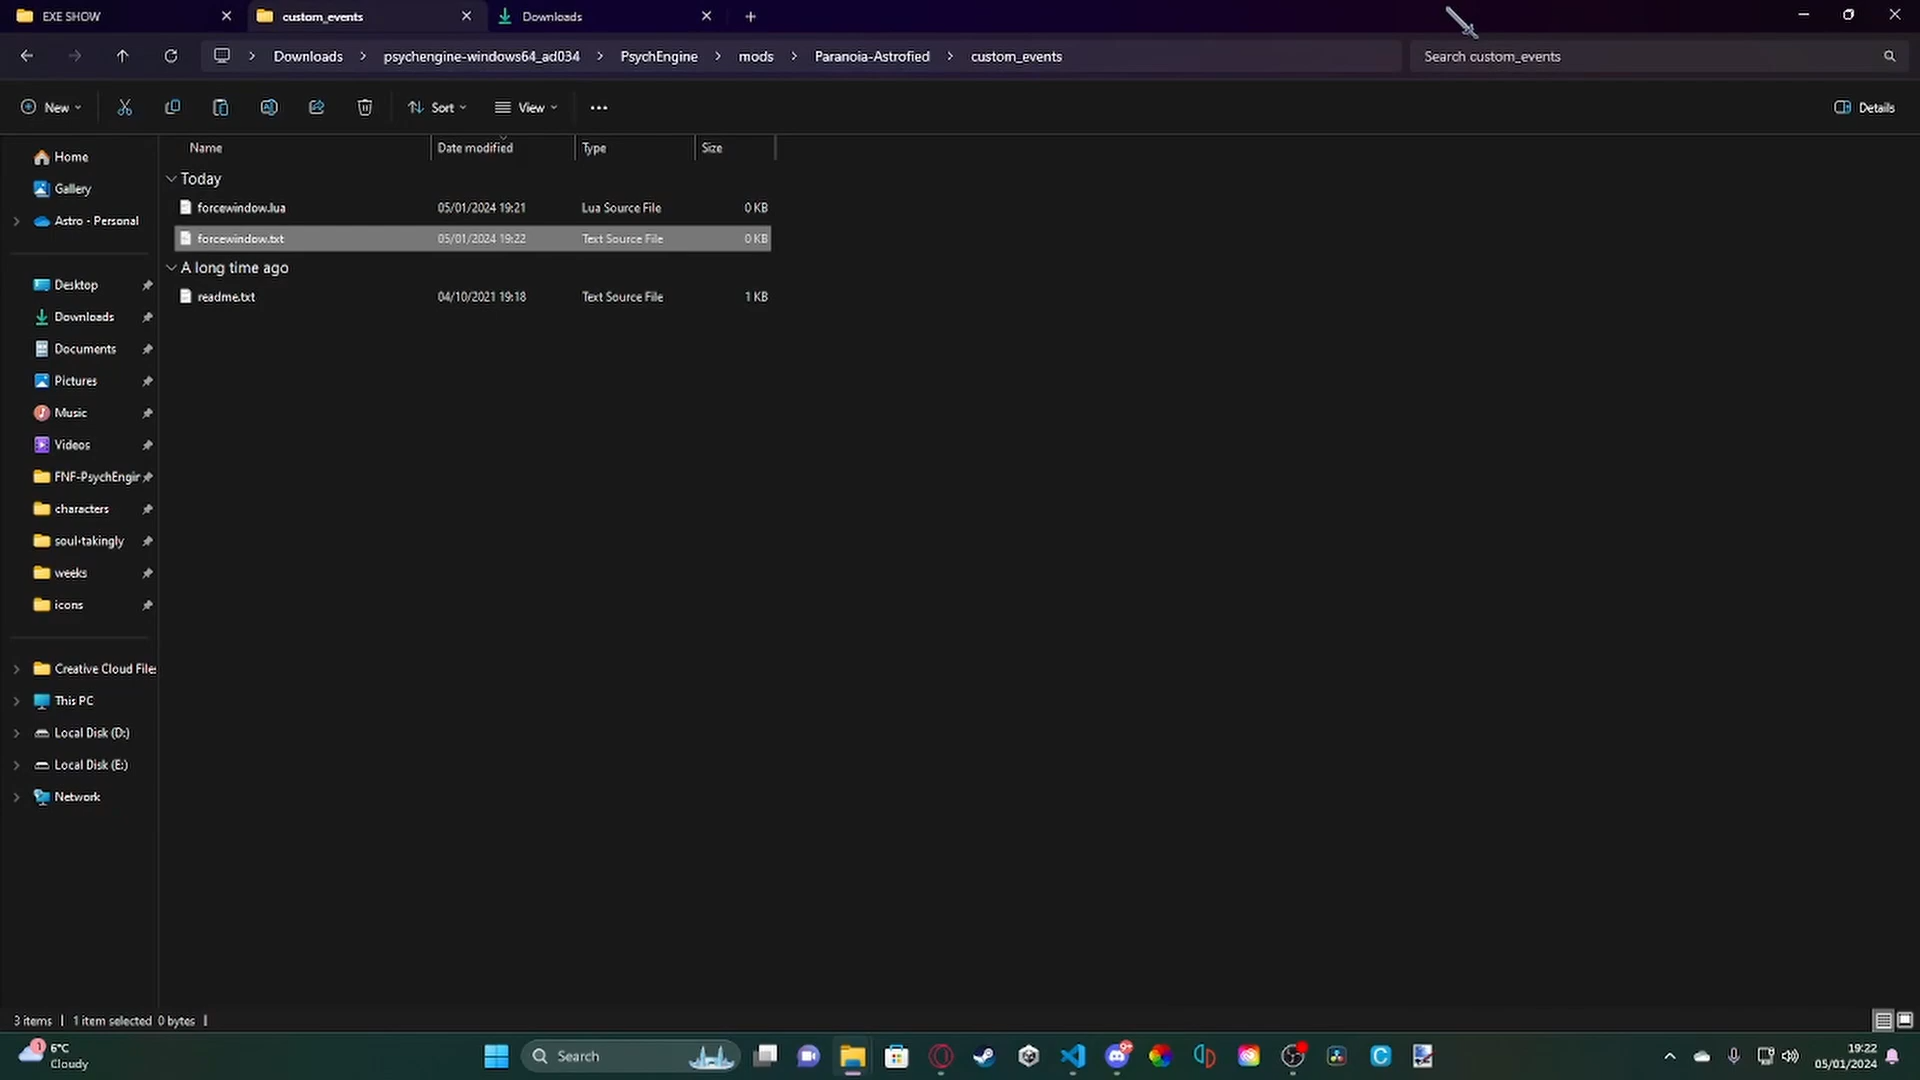 EXE SHOW
custom_events
Downloads
Downloads > psychengine-windows64_ad034 > PsychEngine > mods > Paranoia-Astrofied > custom_events
Search custom_events
New
Sort
View
Details
Name
Date modified
Type
Size
Today
forcewindow.lua 05/01/2024 19:21 Lua Source File 0 KB
forcewindow.txt 05/01/2024 19:22 Text Source File 0 KB
A long time ago
readme.txt 04/10/2021 19:18 Text Source File 1 KB
Home
Gallery
Astro - Personal
Desktop
Downloads
Documents
Pictures
Music
Videos
FNF-PsychEngin
characters
soul-takingly
weeks
icons
Creative Cloud Files
This PC
Local Disk (D:)
Local Disk (E:)
Network
3 items | 1 item selected 0 bytes |
1
6°C
Cloudy
Search
9+
19:22
05/01/2024